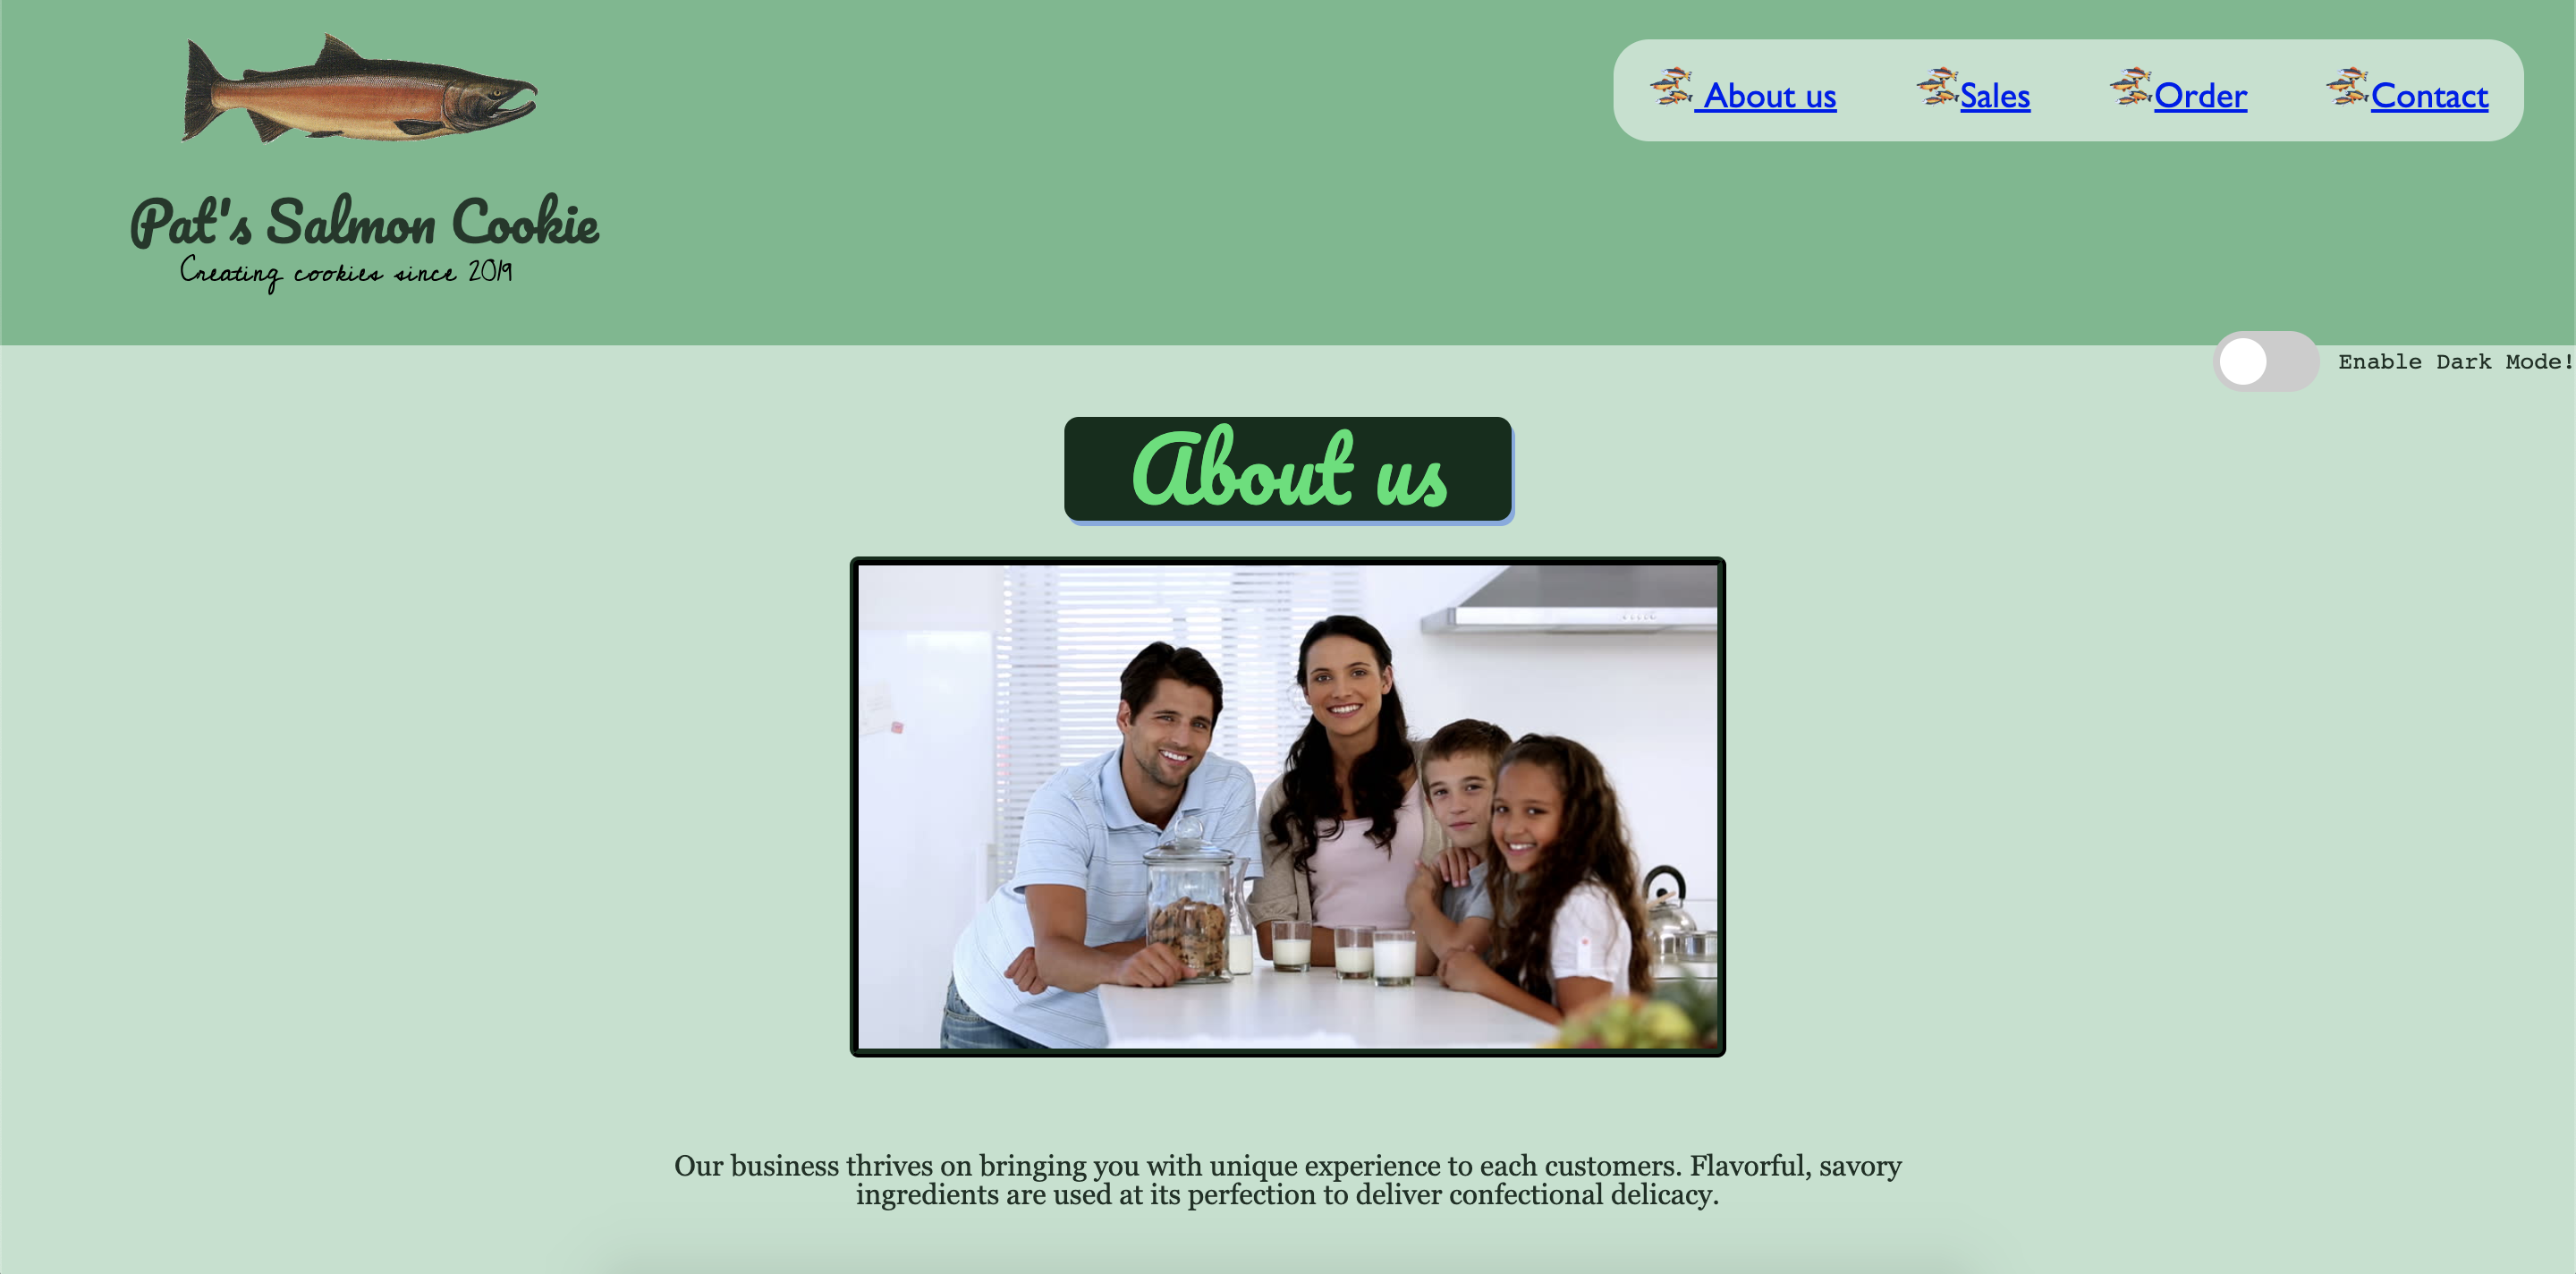 About us
Sales
Order
Contact
Pat's Salmon Cookie
Creating cookies since 2019
Enable Dark Mode!
About us
Our business thrives on bringing you with unique experience to each customers. Flavorful, savory
ingredients are used at its perfection to deliver confectional delicacy.